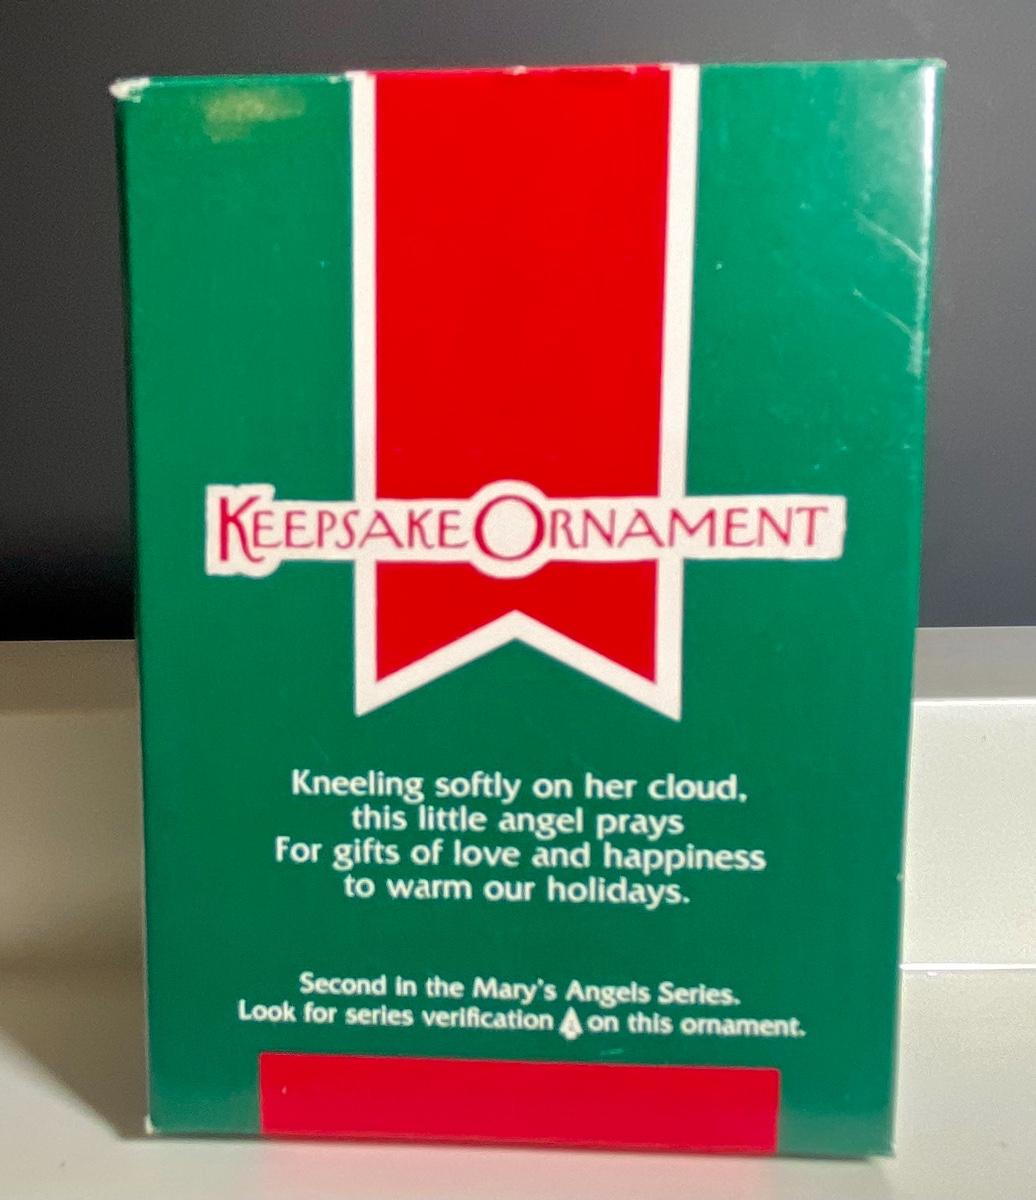 KEEPSAKE ORNAMENT
Kneeling softly on her cloud,
this little angel prays
For gifts of love and happiness
to warm our holidays.
Second in the Mary's Angels Series.
Look for series verification on this ornament.